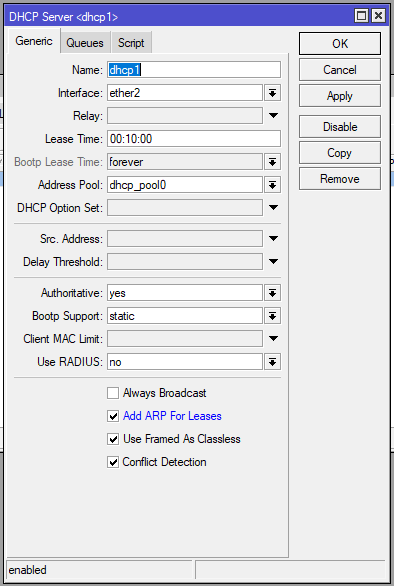 DHCP Server <dhcp1>
Generic Queues Script
Name: dhcp1
Interface: ether2
Relay:
Lease Time: 00:10:00
Bootp Lease Time: forever
Address Pool: dhcp_pool0
DHCP Option Set:
Src. Address:
Delay Threshold:
Authoritative: yes
Bootp Support: static
Client MAC Limit:
Use RADIUS: no
Always Broadcast
Add ARP For Leases
Use Framed As Classless
Conflict Detection
OK
Cancel
Apply
Disable
Copy
Remove
enabled